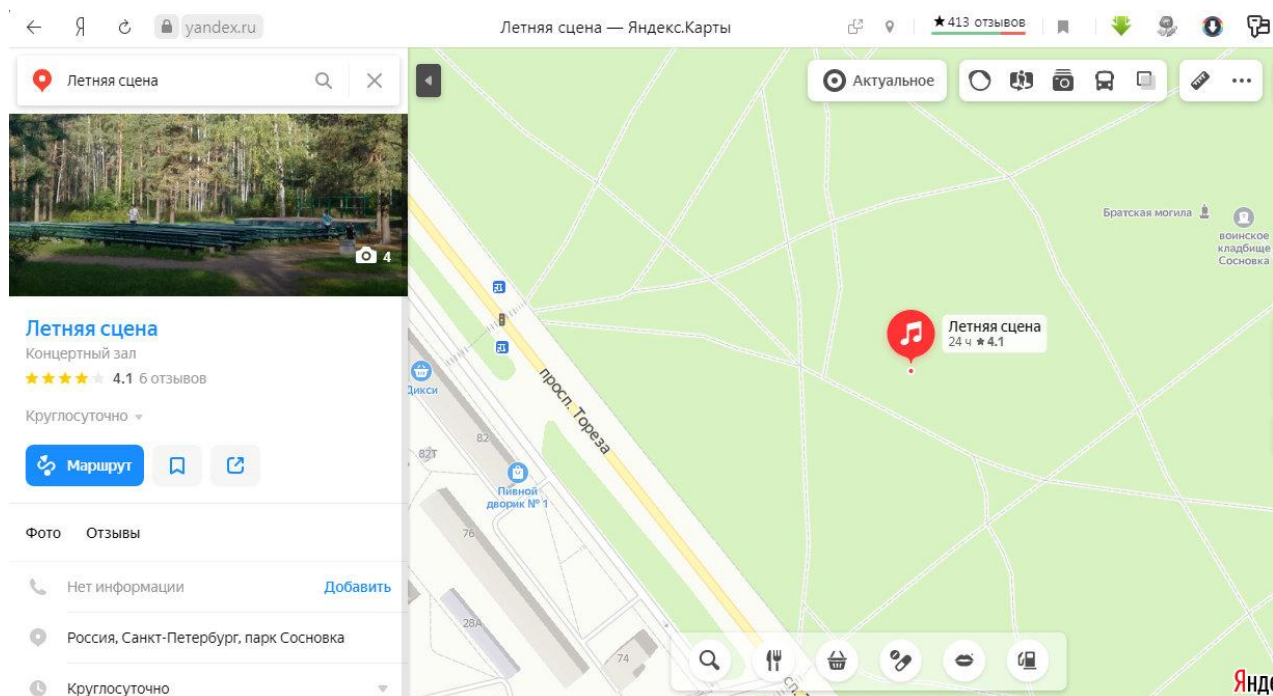 Я
yandex.ru
Летняя сцена — Яндекс.Карты
★413 отзывов
Летняя сцена
Актуальное
4
Летняя сцена
Концертный зал
4.1 6 отзывов
Круглосуточно
Маршрут
Фото Отзывы
Нет информации
Добавить
Россия, Санкт-Петербург, парк Сосновка
Круглосуточно
Братская могила
воинское
кладбище
Сосновка
Летняя сцена
24 ч ★ 4.1
Дикси
просп. Тореза
82
82Т
Пивной
дворик № 1
76
28А
74